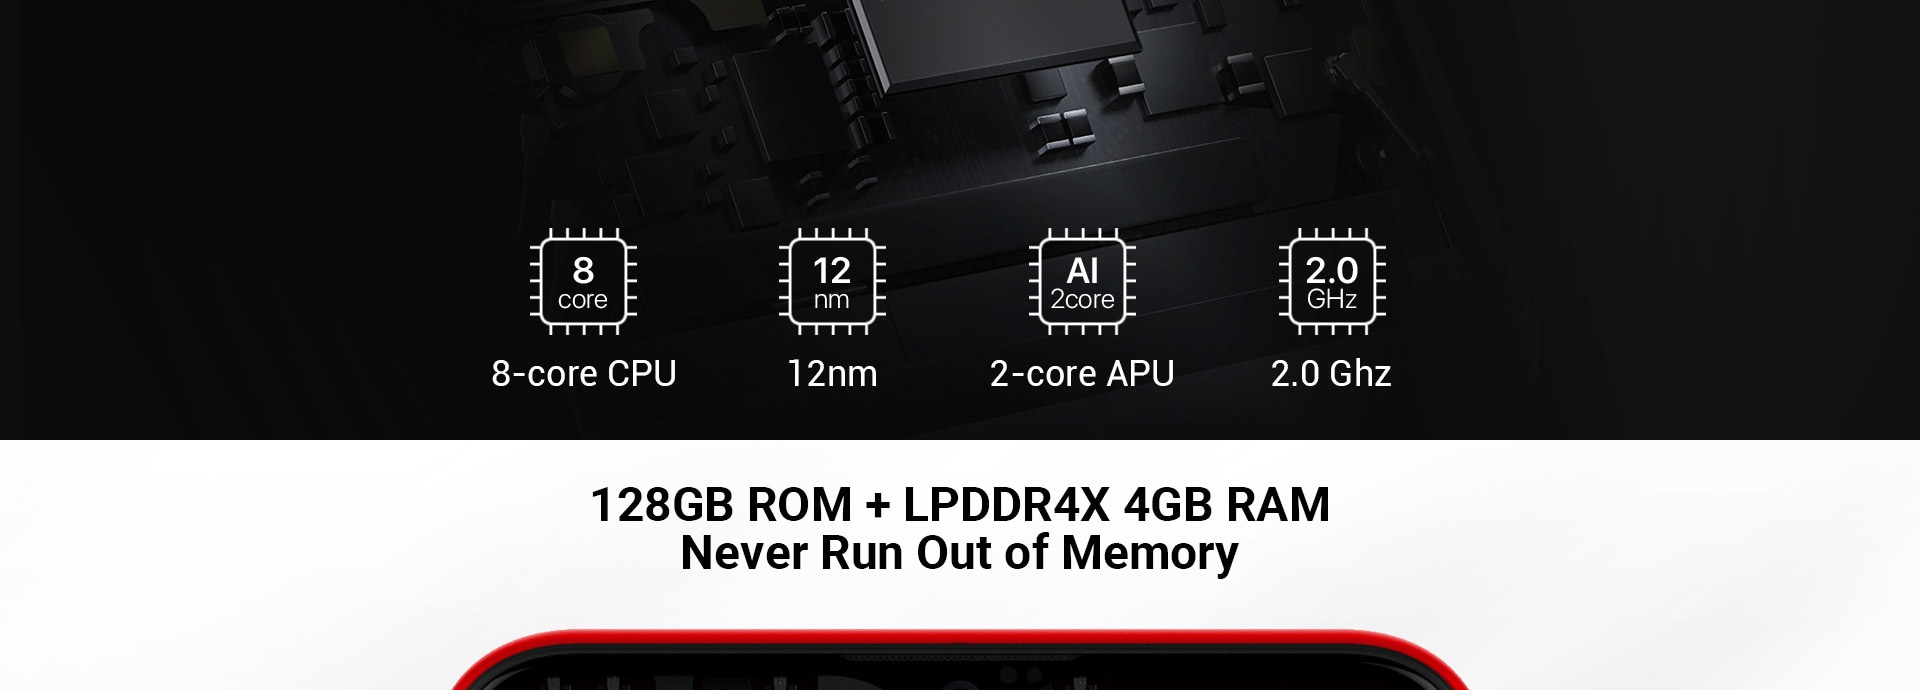 8
core
12
nm
AI
2core
2.0
GHz
8-core CPU
12nm
2-core APU
2.0 Ghz
128GB ROM + LPDDR4X 4GB RAM
Never Run Out of Memory